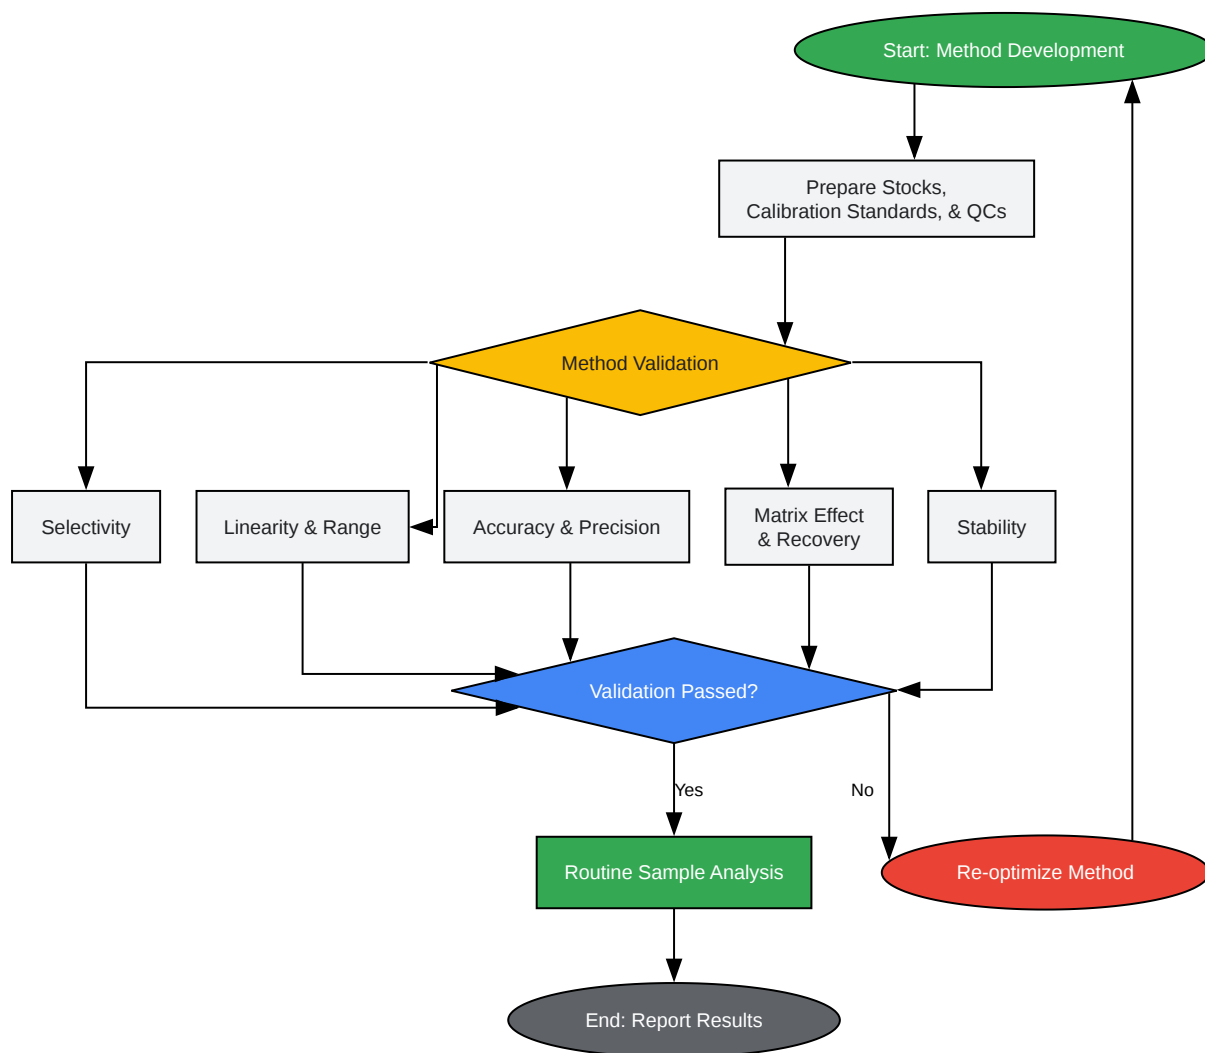 Start: Method Development
Prepare Stocks,
Calibration Standards, & QCs
Method Validation
Selectivity
Linearity & Range
Accuracy & Precision
Matrix Effect
& Recovery
Stability
Validation Passed?
Yes
No
Routine Sample Analysis
Re-optimize Method
End: Report Results